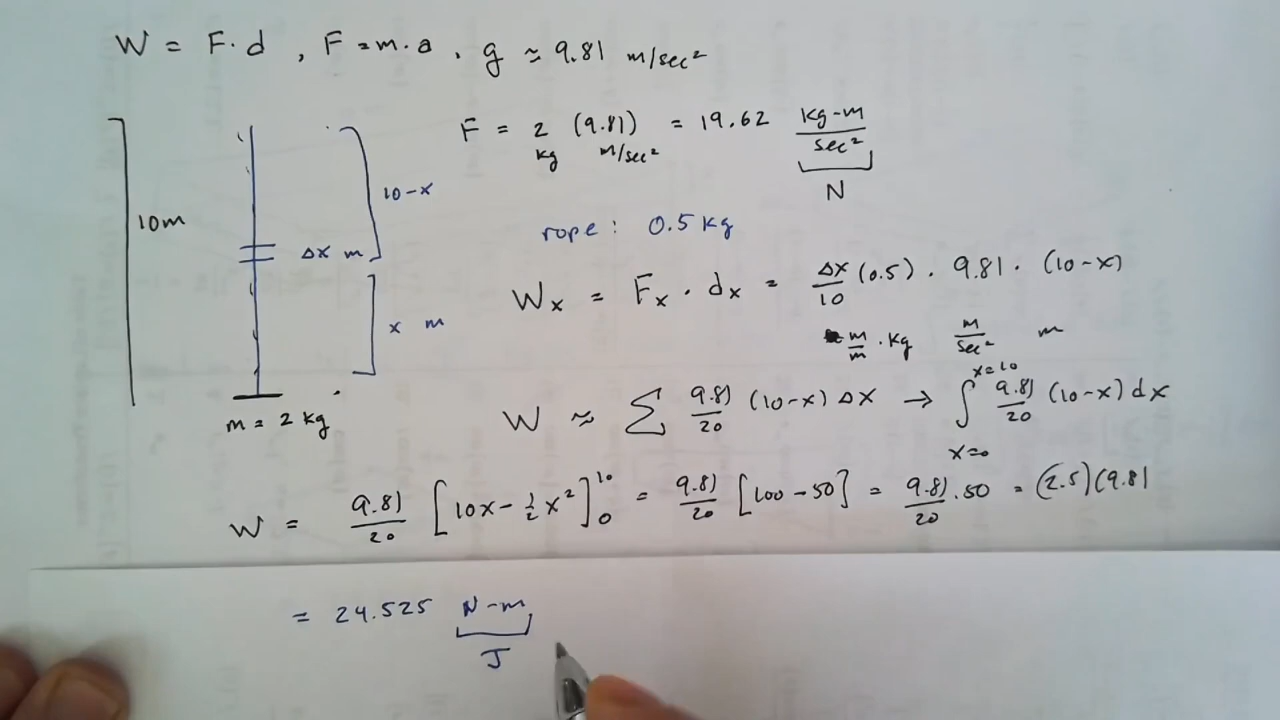 W = F · d , F = m · a . g ≈ 9.81 m/sec²
F = 2 (9.81) = 19.62 kg-m/sec²
kg m/sec²
N
10m
10-x
rope: 0.5 kg
Δx m
W_x = F_x · d_x = Δx/10 (0.5) · 9.81 · (10-x)
x m
m/m · kg m/sec² m
m = 2 kg
W ≈ Σ 9.81/20 (10-x) Δx → ∫_{x=0}^{x=10} 9.81/20 (10-x) dx
W = 9.81/20 [10x - ½x²]₀¹⁰ = 9.81/20 [100-50] = 9.81/20 · 50 = (2.5)(9.81
= 24.525 N-m
J